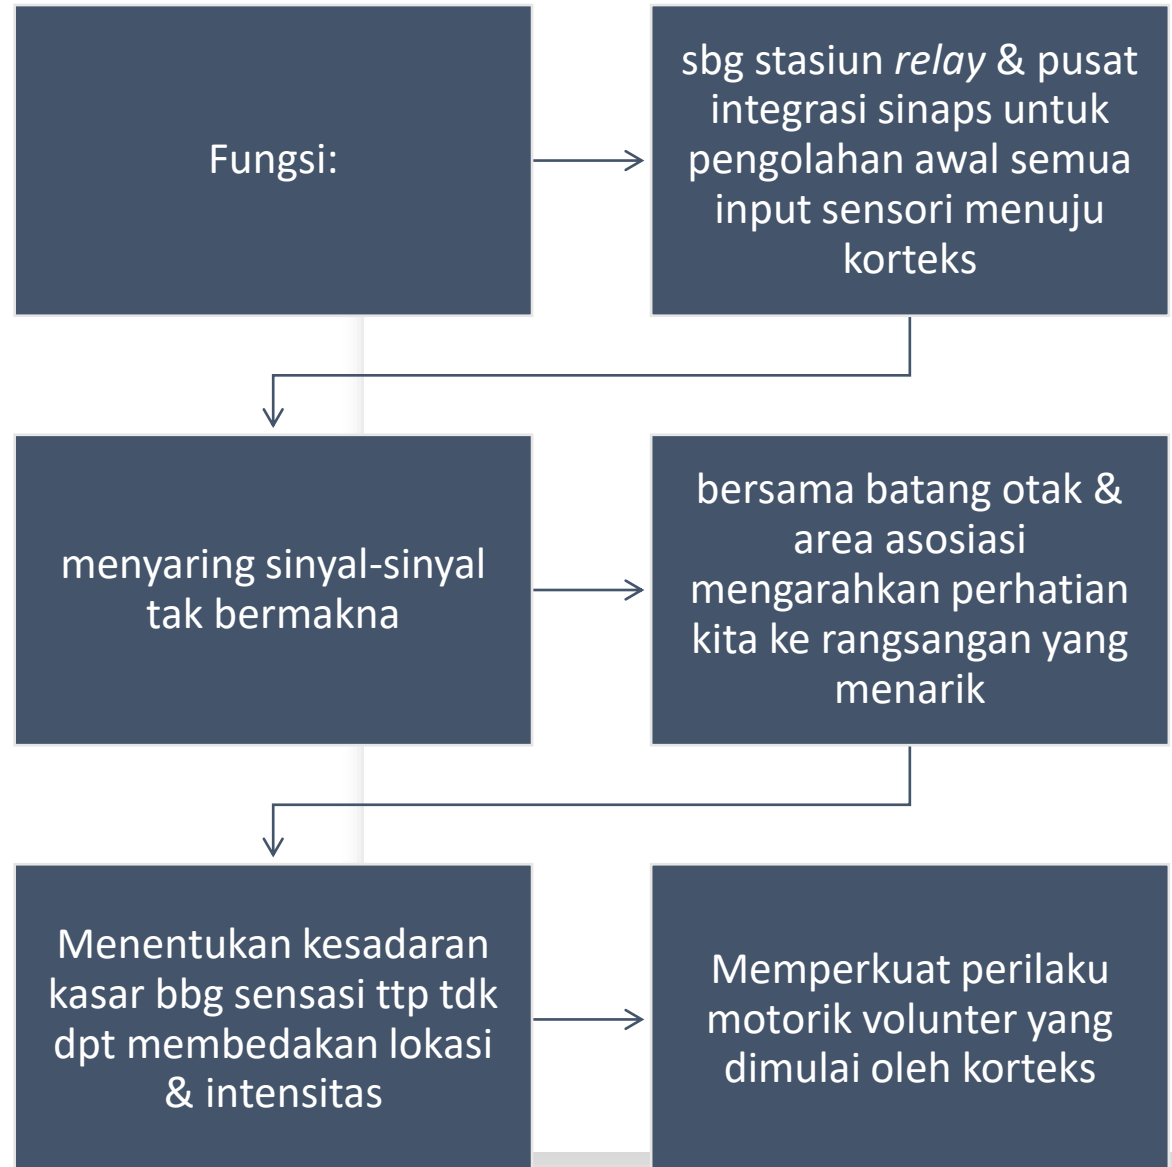 Fungsi:
sbg stasiun relay & pusat
integrasi sinaps untuk
pengolahan awal semua
input sensori menuju
korteks
menyaring sinyal-sinyal
tak bermakna
bersama batang otak &
area asosiasi
mengarahkan perhatian
kita ke rangsangan yang
menarik
Menentukan kesadaran
kasar bbg sensasi ttp tdk
dpt membedakan lokasi
& intensitas
Memperkuat perilaku
motorik volunter yang
dimulai oleh korteks